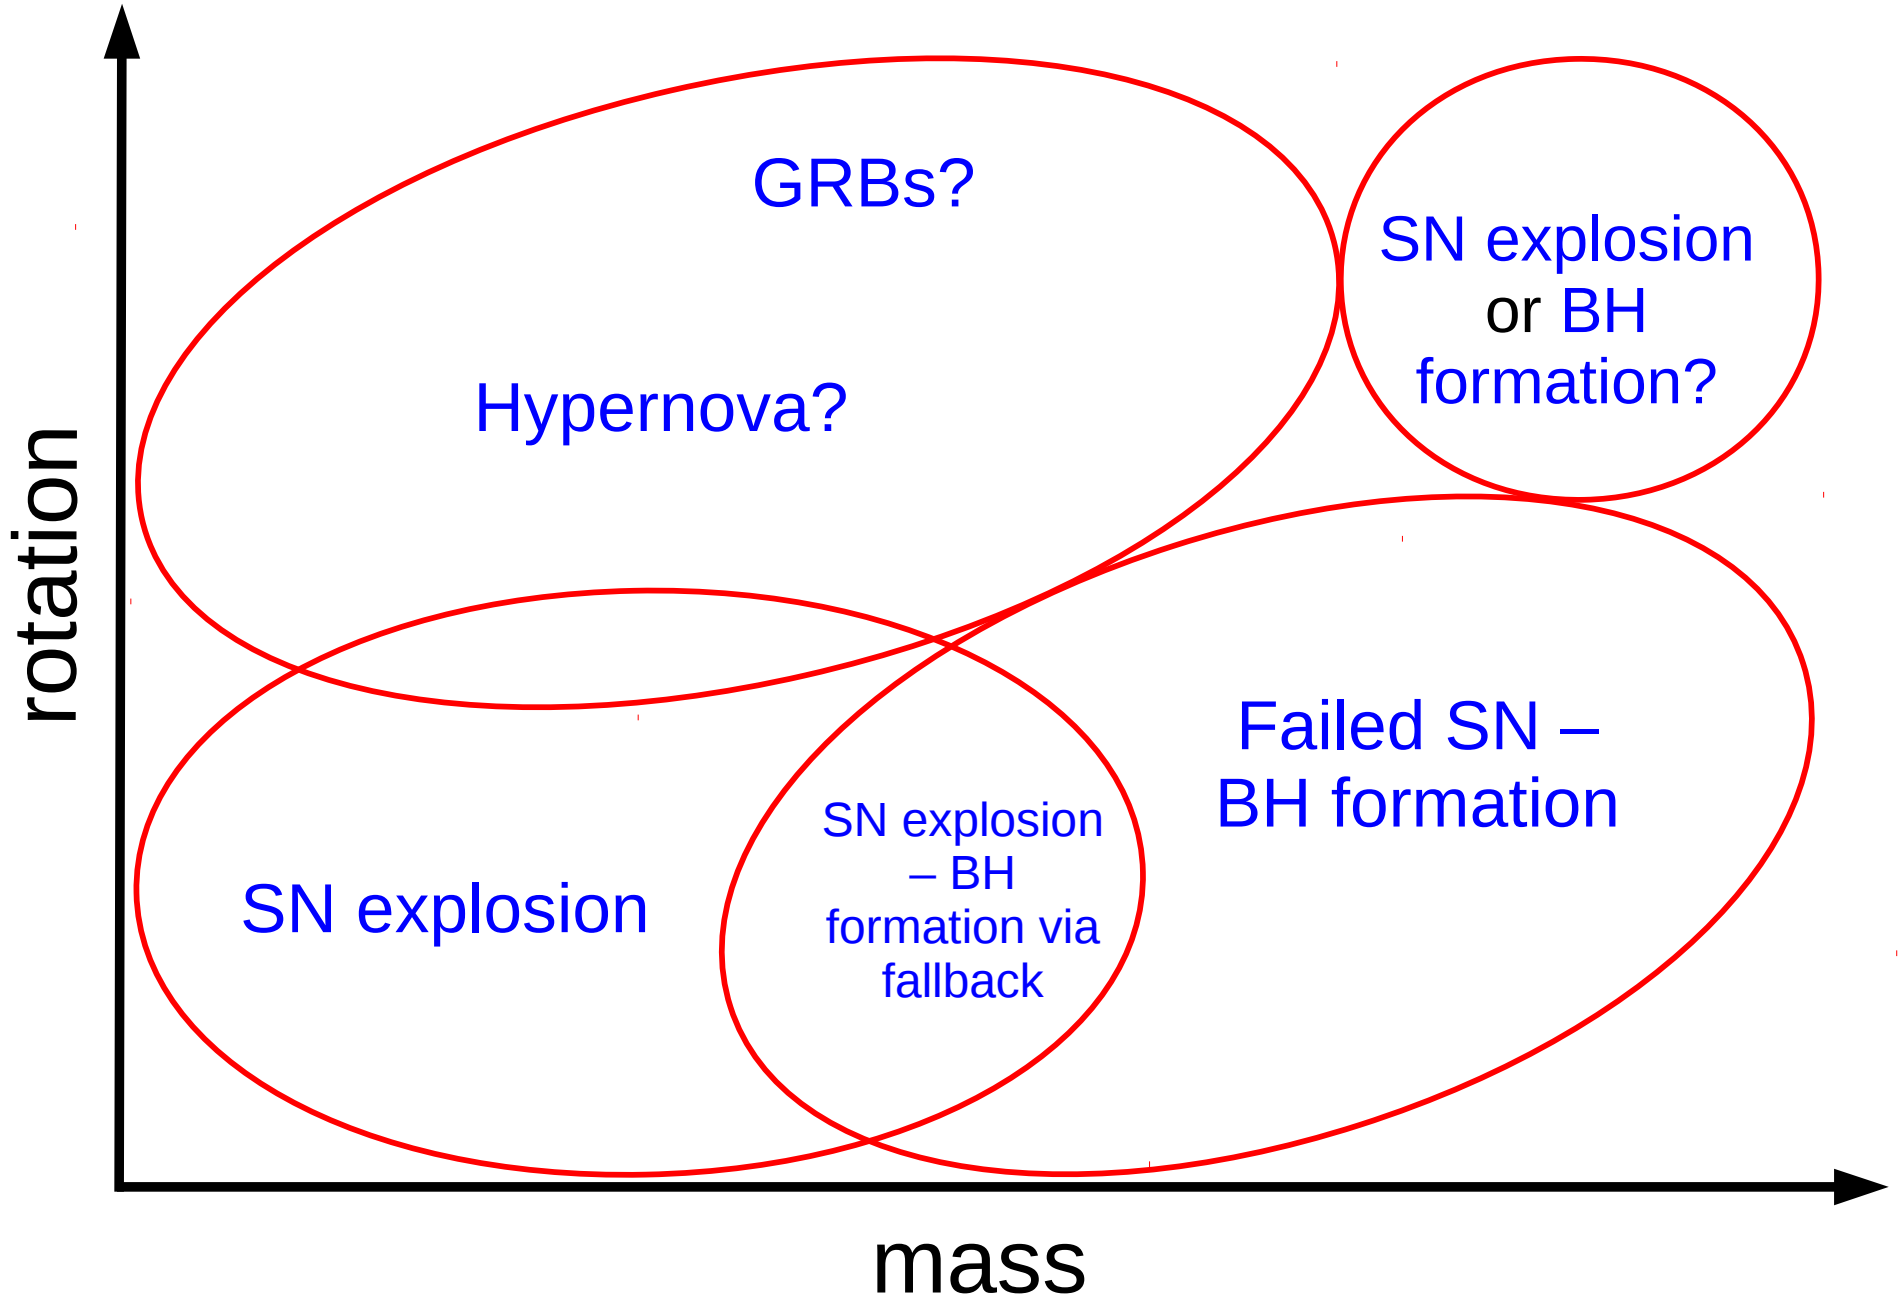 GRBs?
SN explosion
or BH
formation?
Hypernova?
rotation
Failed SN –
BH formation
SN explosion
– BH
formation via
fallback
SN explosion
mass